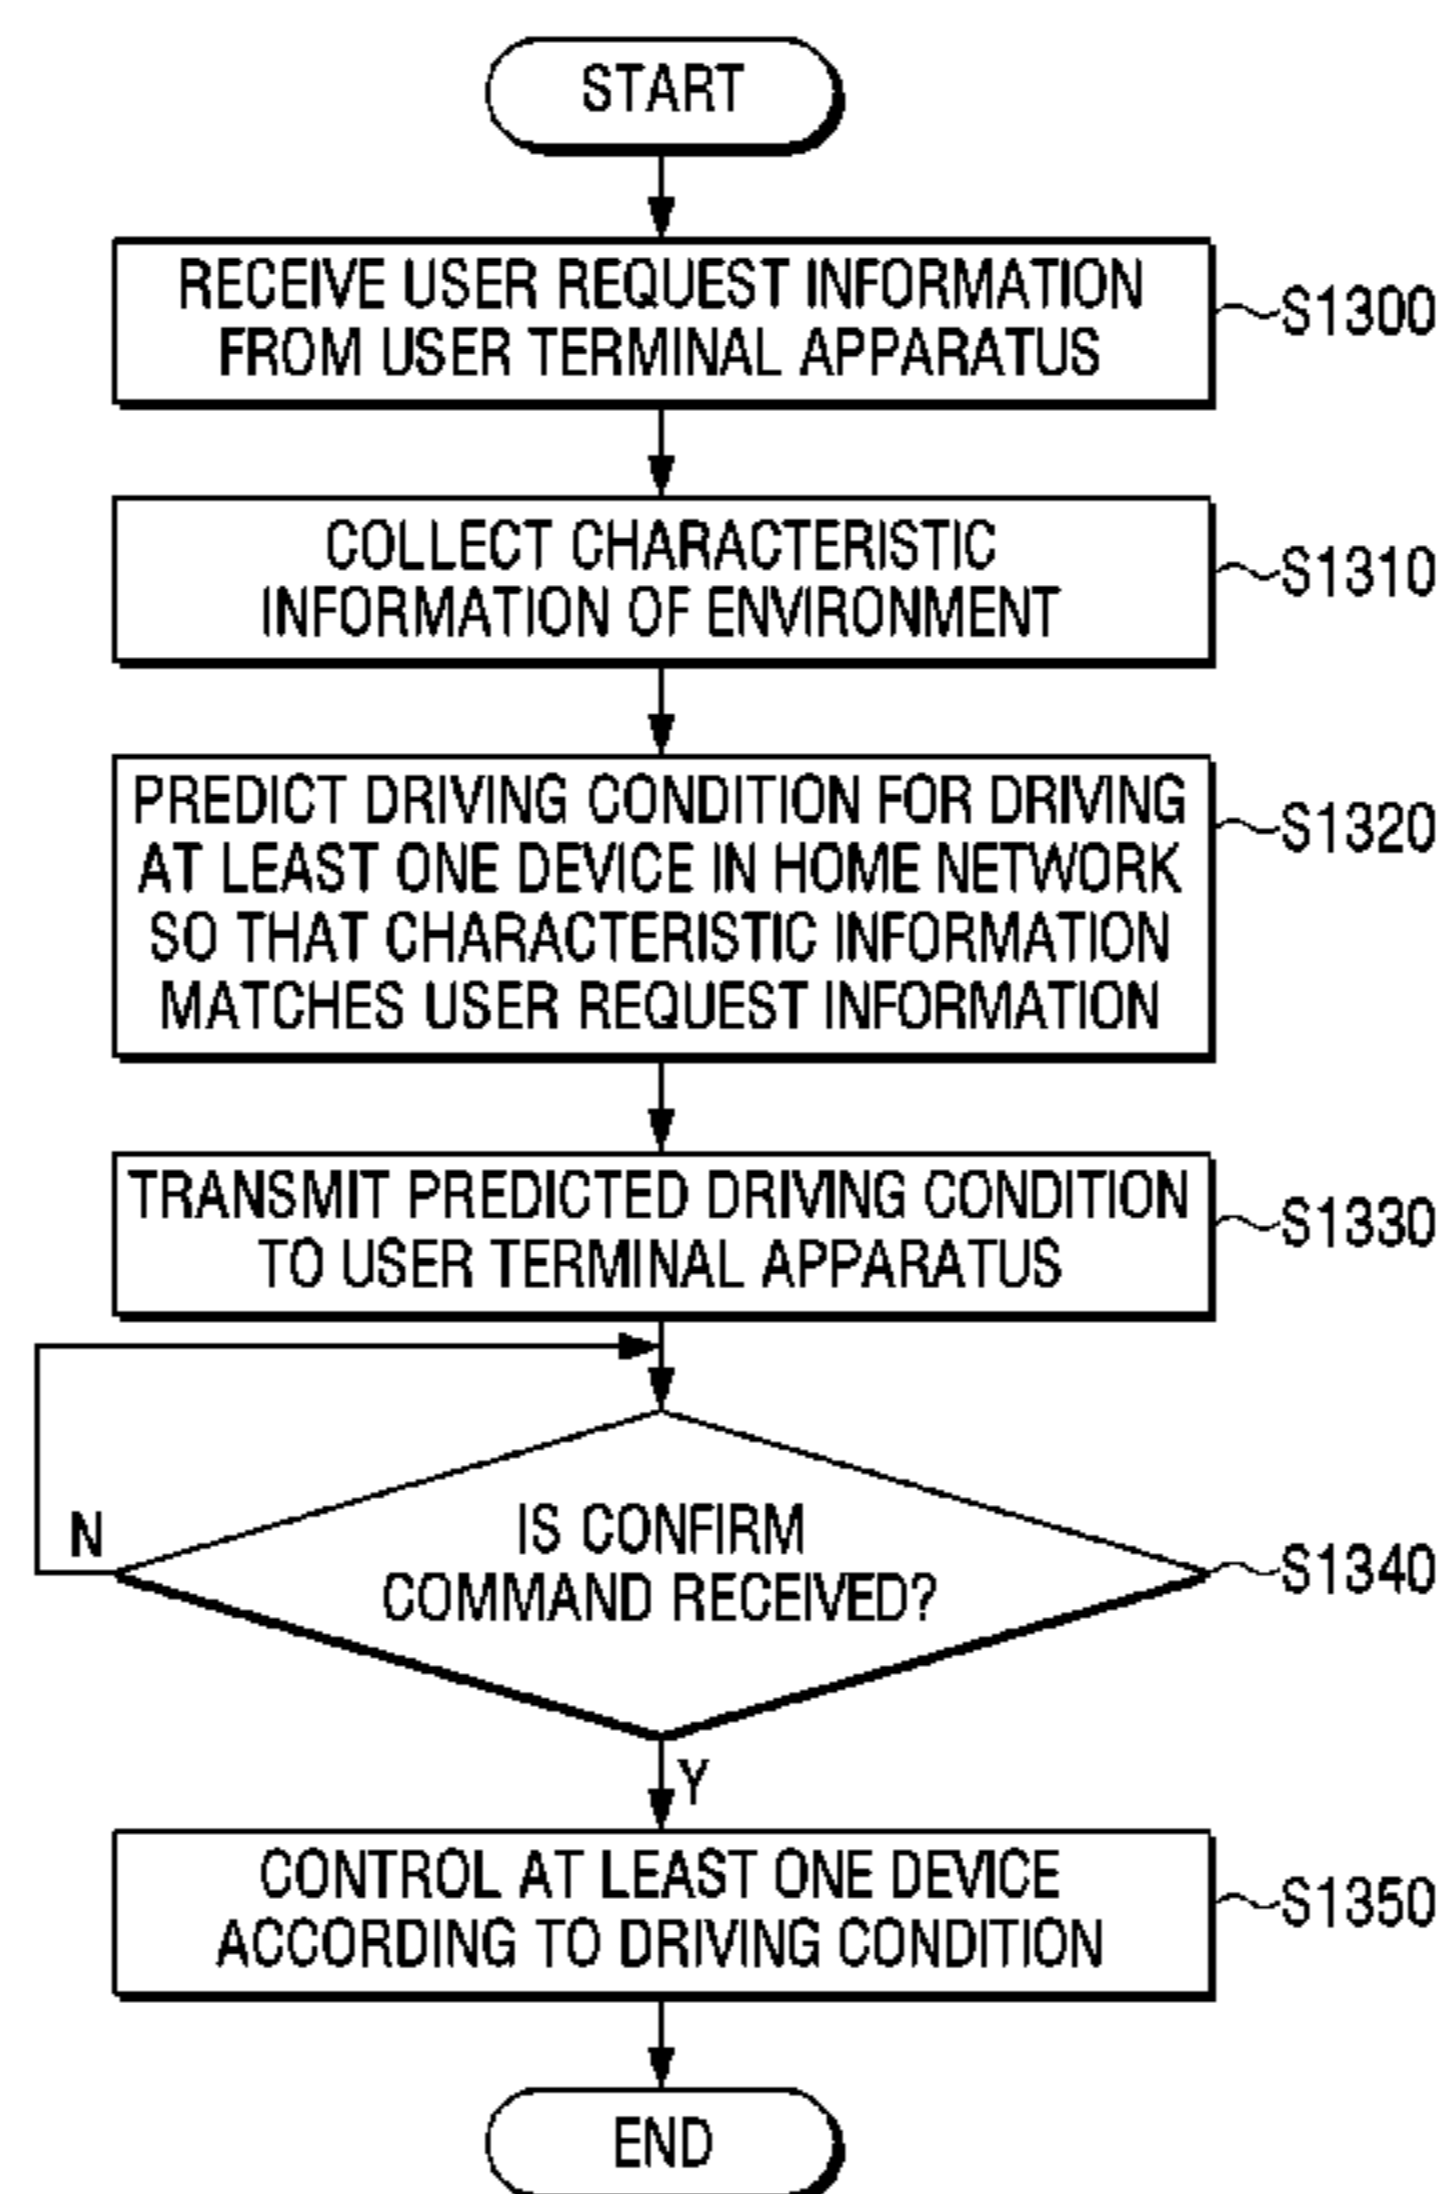 START
RECEIVE USER REQUEST INFORMATION
FROM USER TERMINAL APPARATUS
S1300
COLLECT CHARACTERISTIC
INFORMATION OF ENVIRONMENT
S1310
PREDICT DRIVING CONDITION FOR DRIVING
AT LEAST ONE DEVICE IN HOME NETWORK
SO THAT CHARACTERISTIC INFORMATION
MATCHES USER REQUEST INFORMATION
S1320
TRANSMIT PREDICTED DRIVING CONDITION
TO USER TERMINAL APPARATUS
S1330
N
IS CONFIRM
COMMAND RECEIVED?
S1340
Y
CONTROL AT LEAST ONE DEVICE
ACCORDING TO DRIVING CONDITION
S1350
END